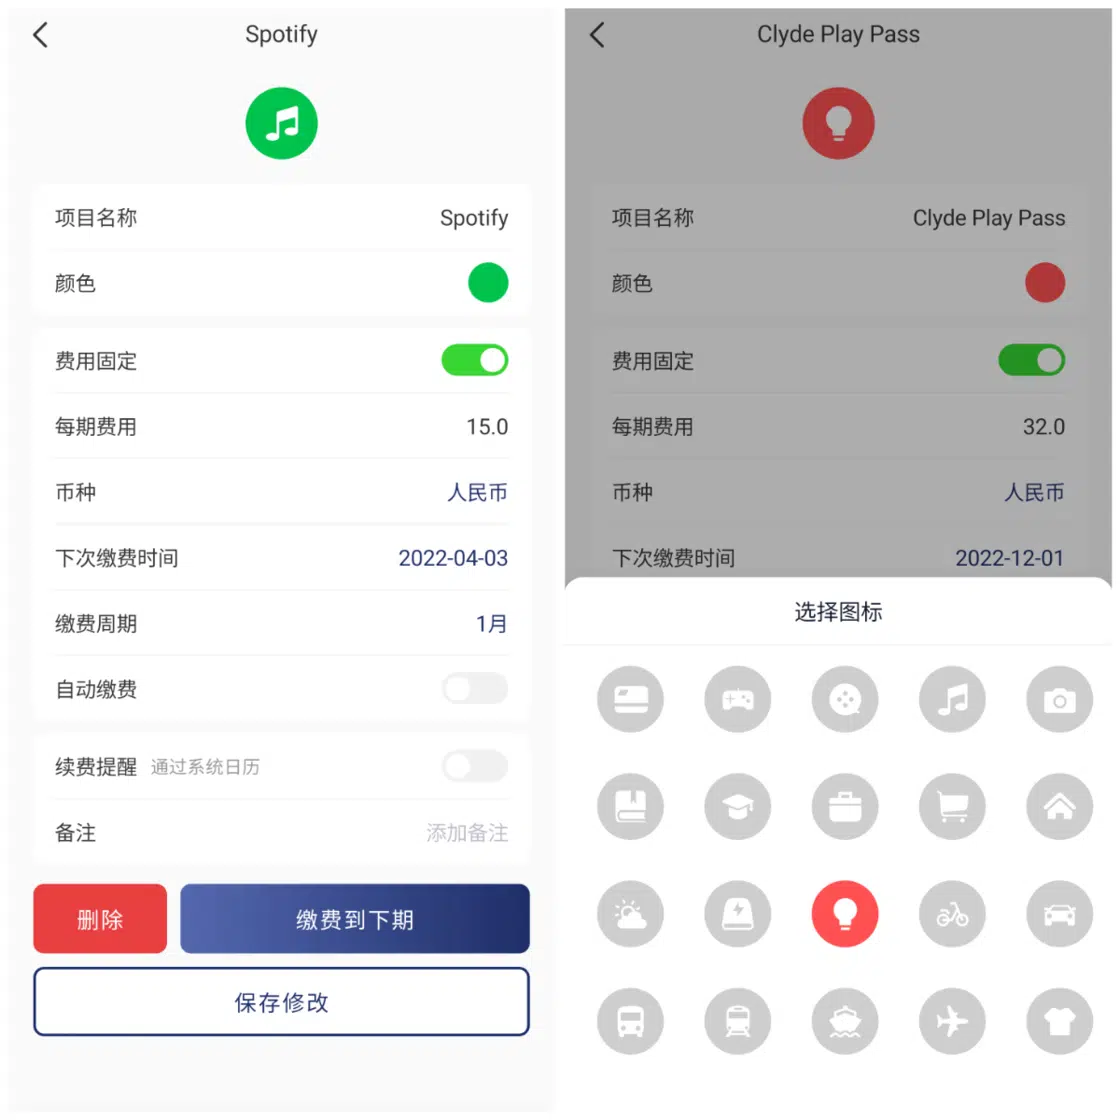 Spotify
项目名称 Spotify
颜色
费用固定
每期费用 15.0
币种 人民币
下次缴费时间 2022-04-03
缴费周期 1月
自动缴费
续费提醒 通过系统日历
备注 添加备注
删除 缴费到下期
保存修改
Clyde Play Pass
项目名称 Clyde Play Pass
颜色
费用固定
每期费用 32.0
币种 人民币
下次缴费时间 2022-12-01
选择图标